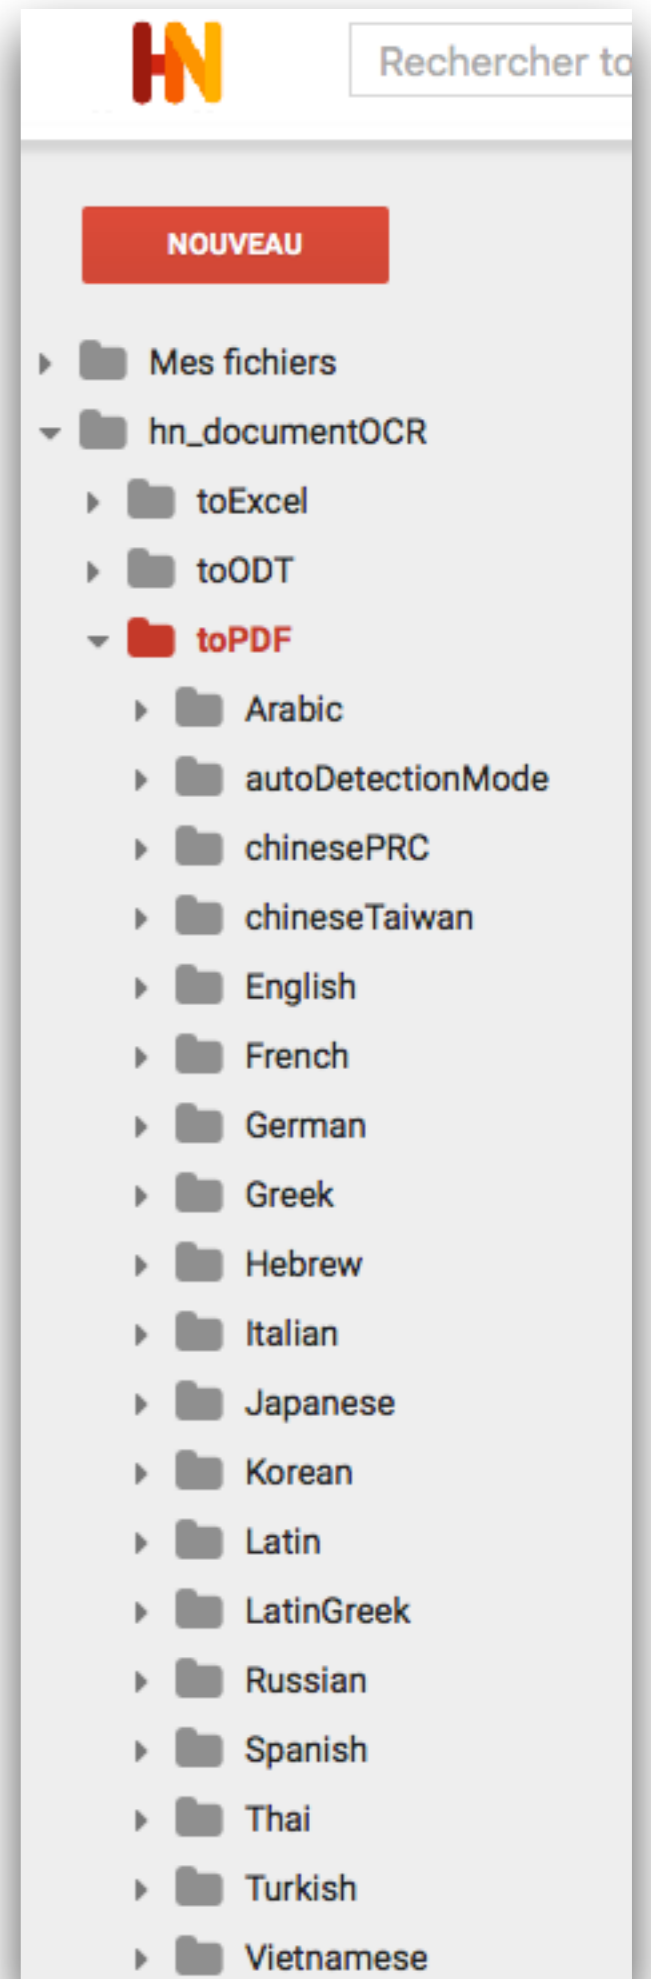 HN
Rechercher to
NOUVEAU
Mes fichiers
hn_documentOCR
toExcel
toODT
toPDF
Arabic
autoDetectionMode
chinesePRC
chineseTaiwan
English
French
German
Greek
Hebrew
Italian
Japanese
Korean
Latin
LatinGreek
Russian
Spanish
Thai
Turkish
Vietnamese